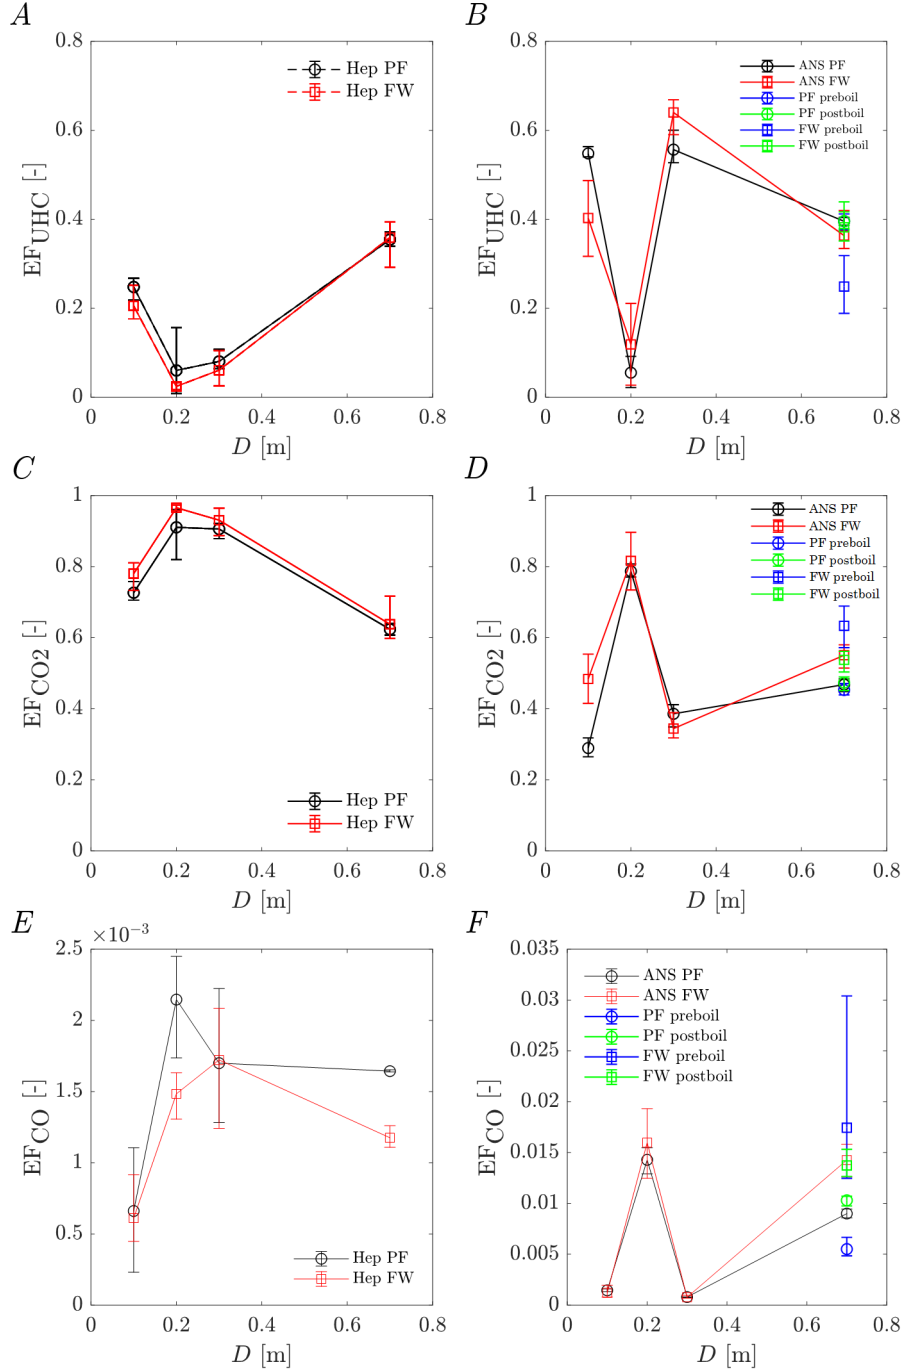 A
0.8
0.6
0.4
0.2
0
EF_UHC [-]
Hep PF
Hep FW
0 0.2 0.4 0.6 0.8
D [m]
B
0.8
0.6
0.4
0.2
0
EF_UHC [-]
ANS PF
ANS FW
PF preboil
PF postboil
FW preboil
FW postboil
0 0.2 0.4 0.6 0.8
D [m]
C
1
0.8
0.6
0.4
0.2
0
EF_CO2 [-]
Hep PF
Hep FW
0 0.2 0.4 0.6 0.8
D [m]
D
1
0.8
0.6
0.4
0.2
0
EF_CO2 [-]
ANS PF
ANS FW
PF preboil
PF postboil
FW preboil
FW postboil
0 0.2 0.4 0.6 0.8
D [m]
E
×10⁻³
2.5
2
1.5
1
0.5
0
EF_CO [-]
Hep PF
Hep FW
0 0.2 0.4 0.6 0.8
D [m]
F
0.035
0.03
0.025
0.02
0.015
0.01
0.005
0
EF_CO [-]
ANS PF
ANS FW
PF preboil
PF postboil
FW preboil
FW postboil
0 0.2 0.4 0.6 0.8
D [m]